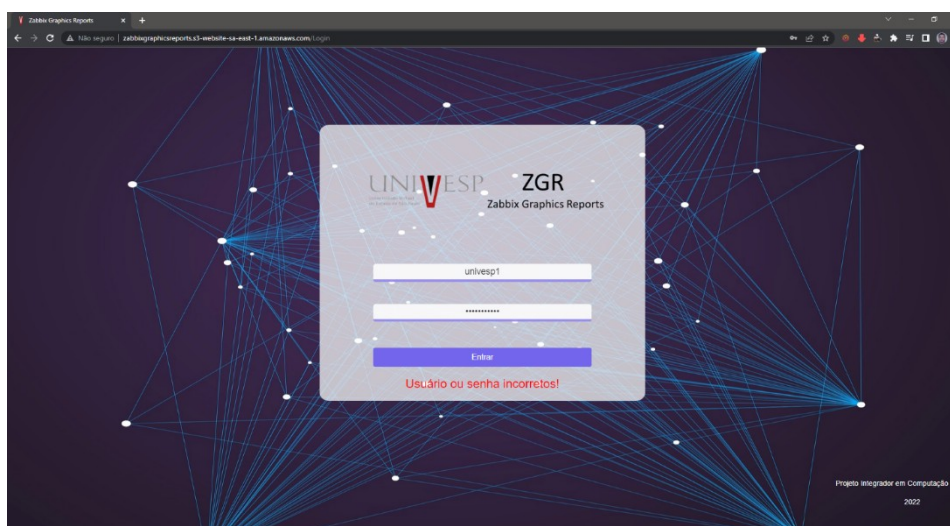 Zabbix Graphics Reports
Não seguro | zabbixgraphicsreports.s3-website-sa-east-1.amazonaws.com/Login
UNIVESP
ZGR
Zabbix Graphics Reports
univesp1
***********
Entrar
Usuário ou senha incorretos!
Projeto Integrador em Computação
2022